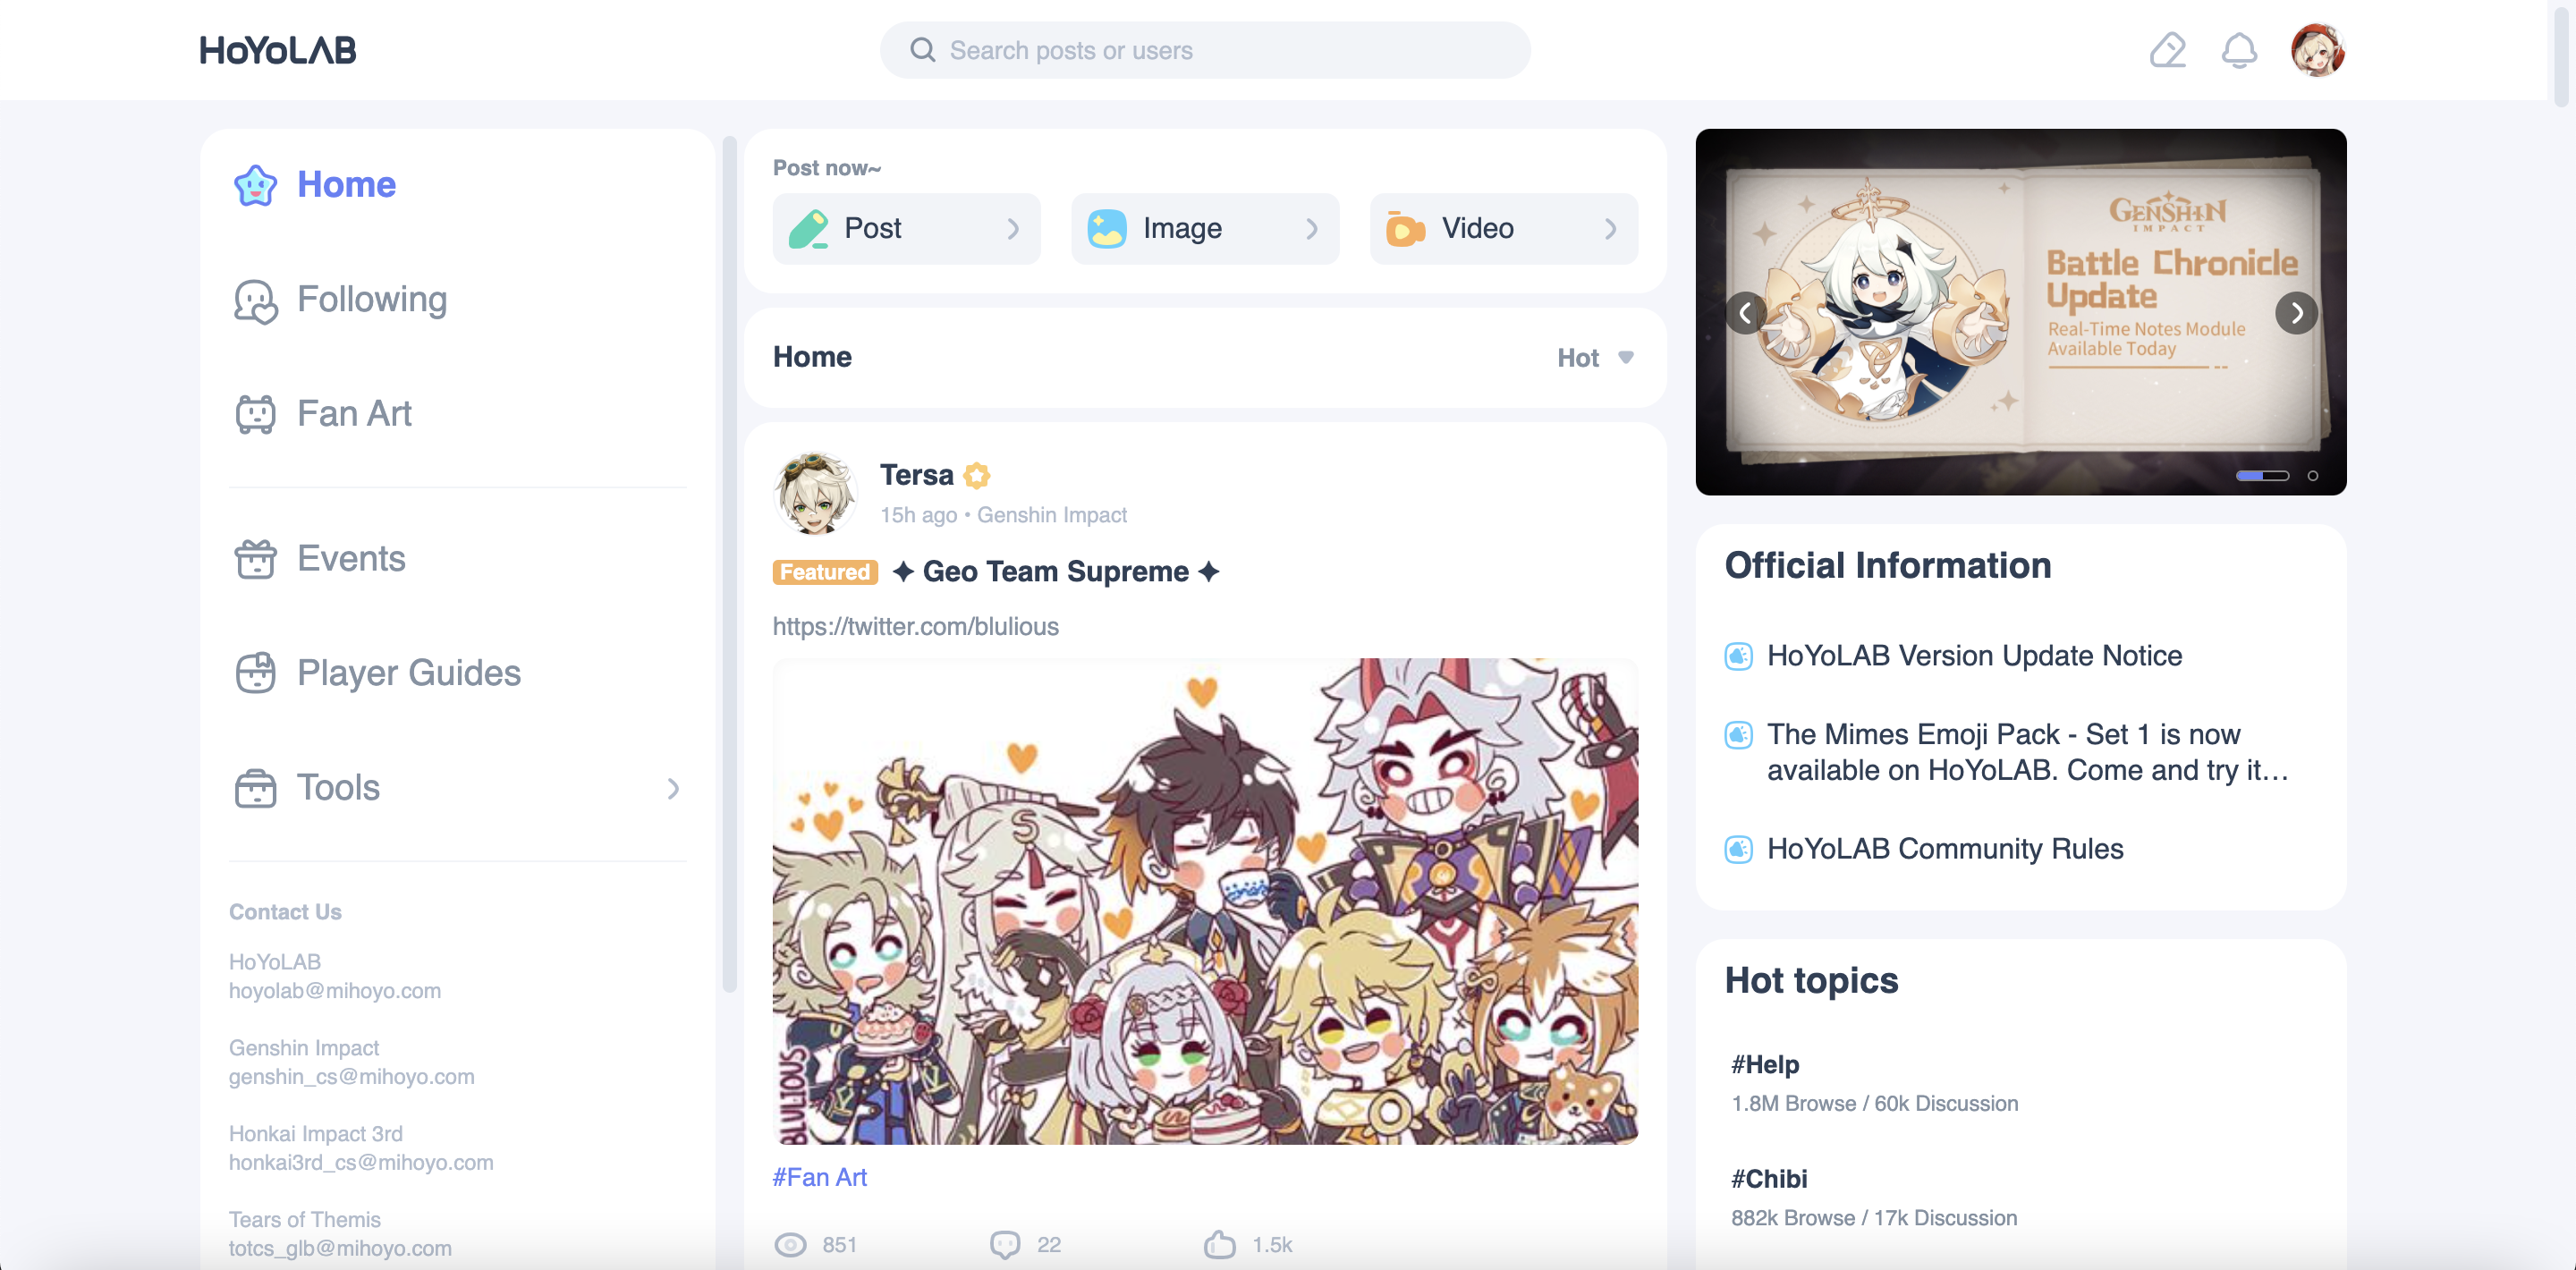 HoYoLAB
Search posts or users
Home
Following
Fan Art
Events
Player Guides
Tools
Contact Us
HoYoLAB
hoyolab@mihoyo.com
Genshin Impact
genshin_cs@mihoyo.com
Honkai Impact 3rd
honkai3rd_cs@mihoyo.com
Tears of Themis
totcs_glb@mihoyo.com
Post now~
Post
Image
Video
Home
Hot
Tersa
15h ago • Genshin Impact
Featured ✦ Geo Team Supreme ✦
https://twitter.com/blulious
S
BLULIOUS
#Fan Art
851
22
1.5k
GENSHIN
IMPACT
Battle Chronicle
Update
Real-Time Notes Module
Available Today
Official Information
HoYoLAB Version Update Notice
The Mimes Emoji Pack - Set 1 is now
available on HoYoLAB. Come and try it…
HoYoLAB Community Rules
Hot topics
#Help
1.8M Browse / 60k Discussion
#Chibi
882k Browse / 17k Discussion